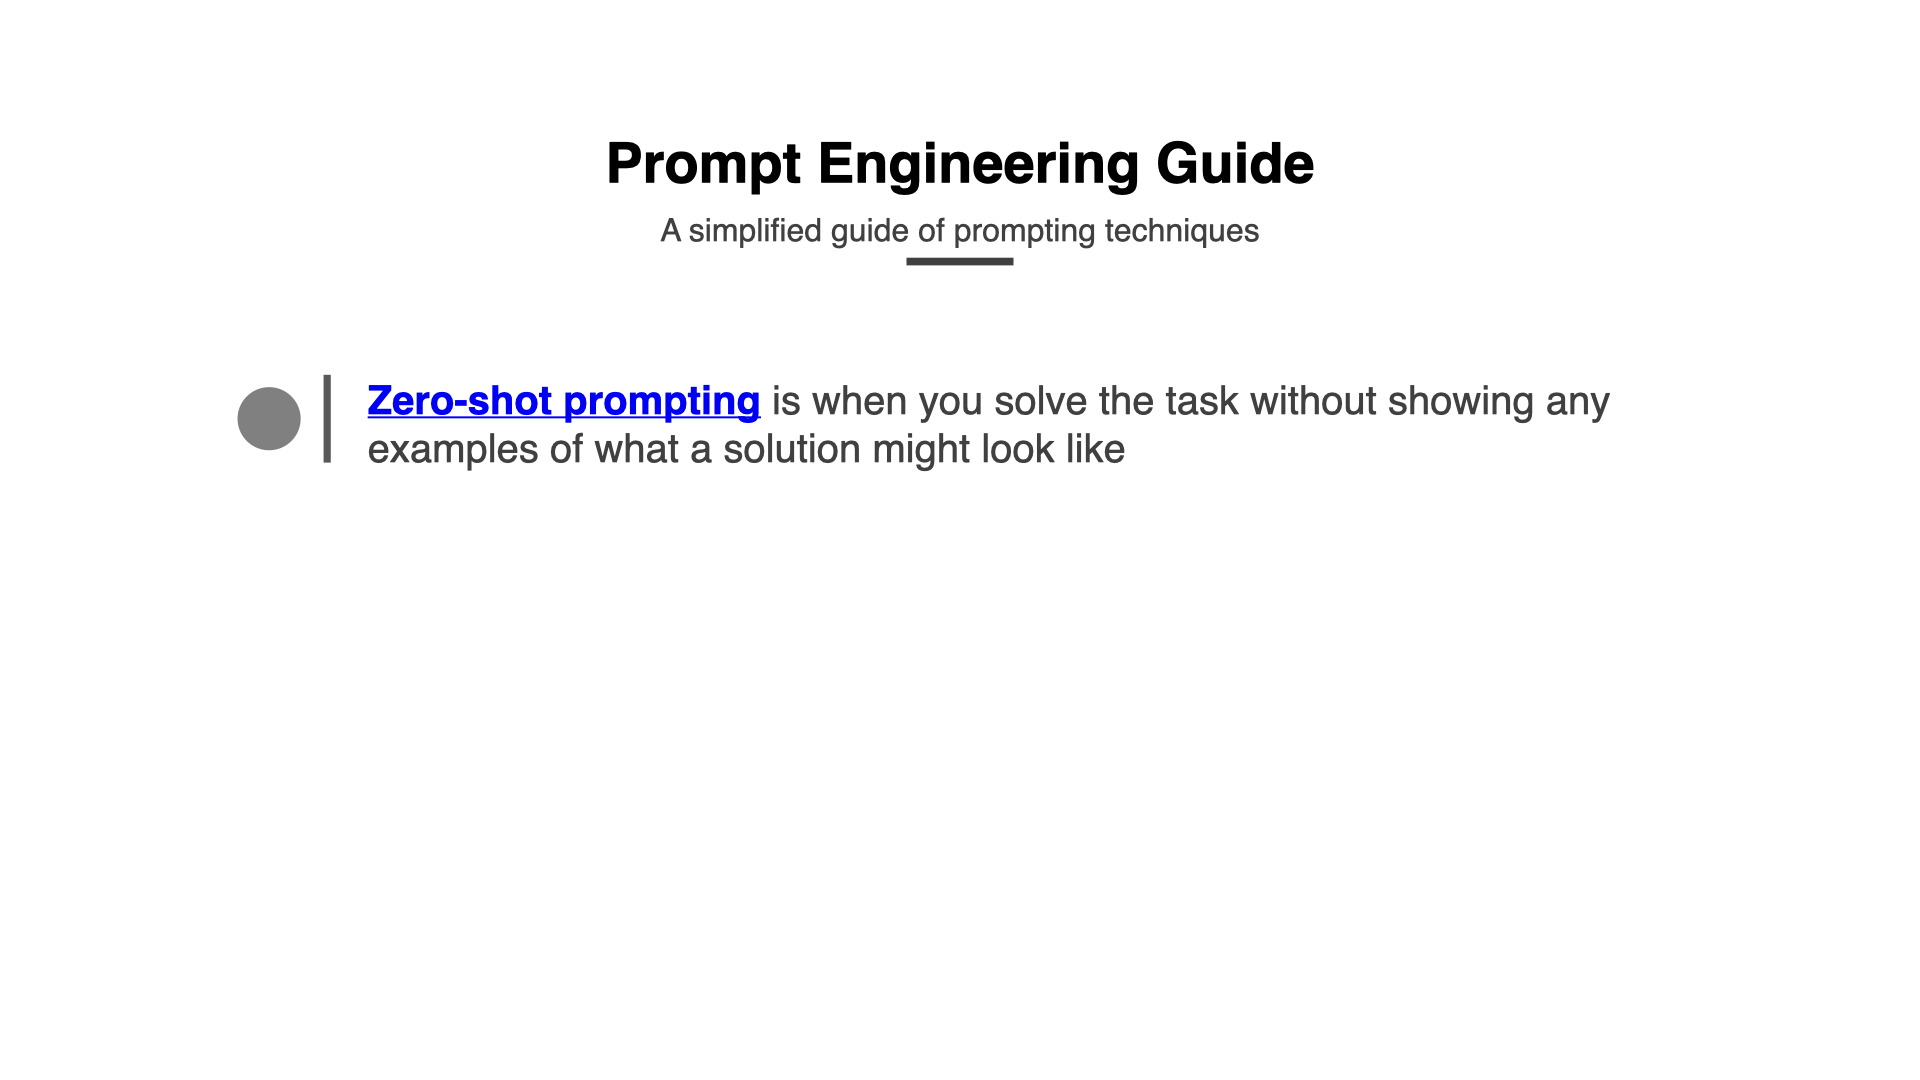 Prompt Engineering Guide
A simplified guide of prompting techniques
Zero-shot prompting is when you solve the task without showing any
examples of what a solution might look like